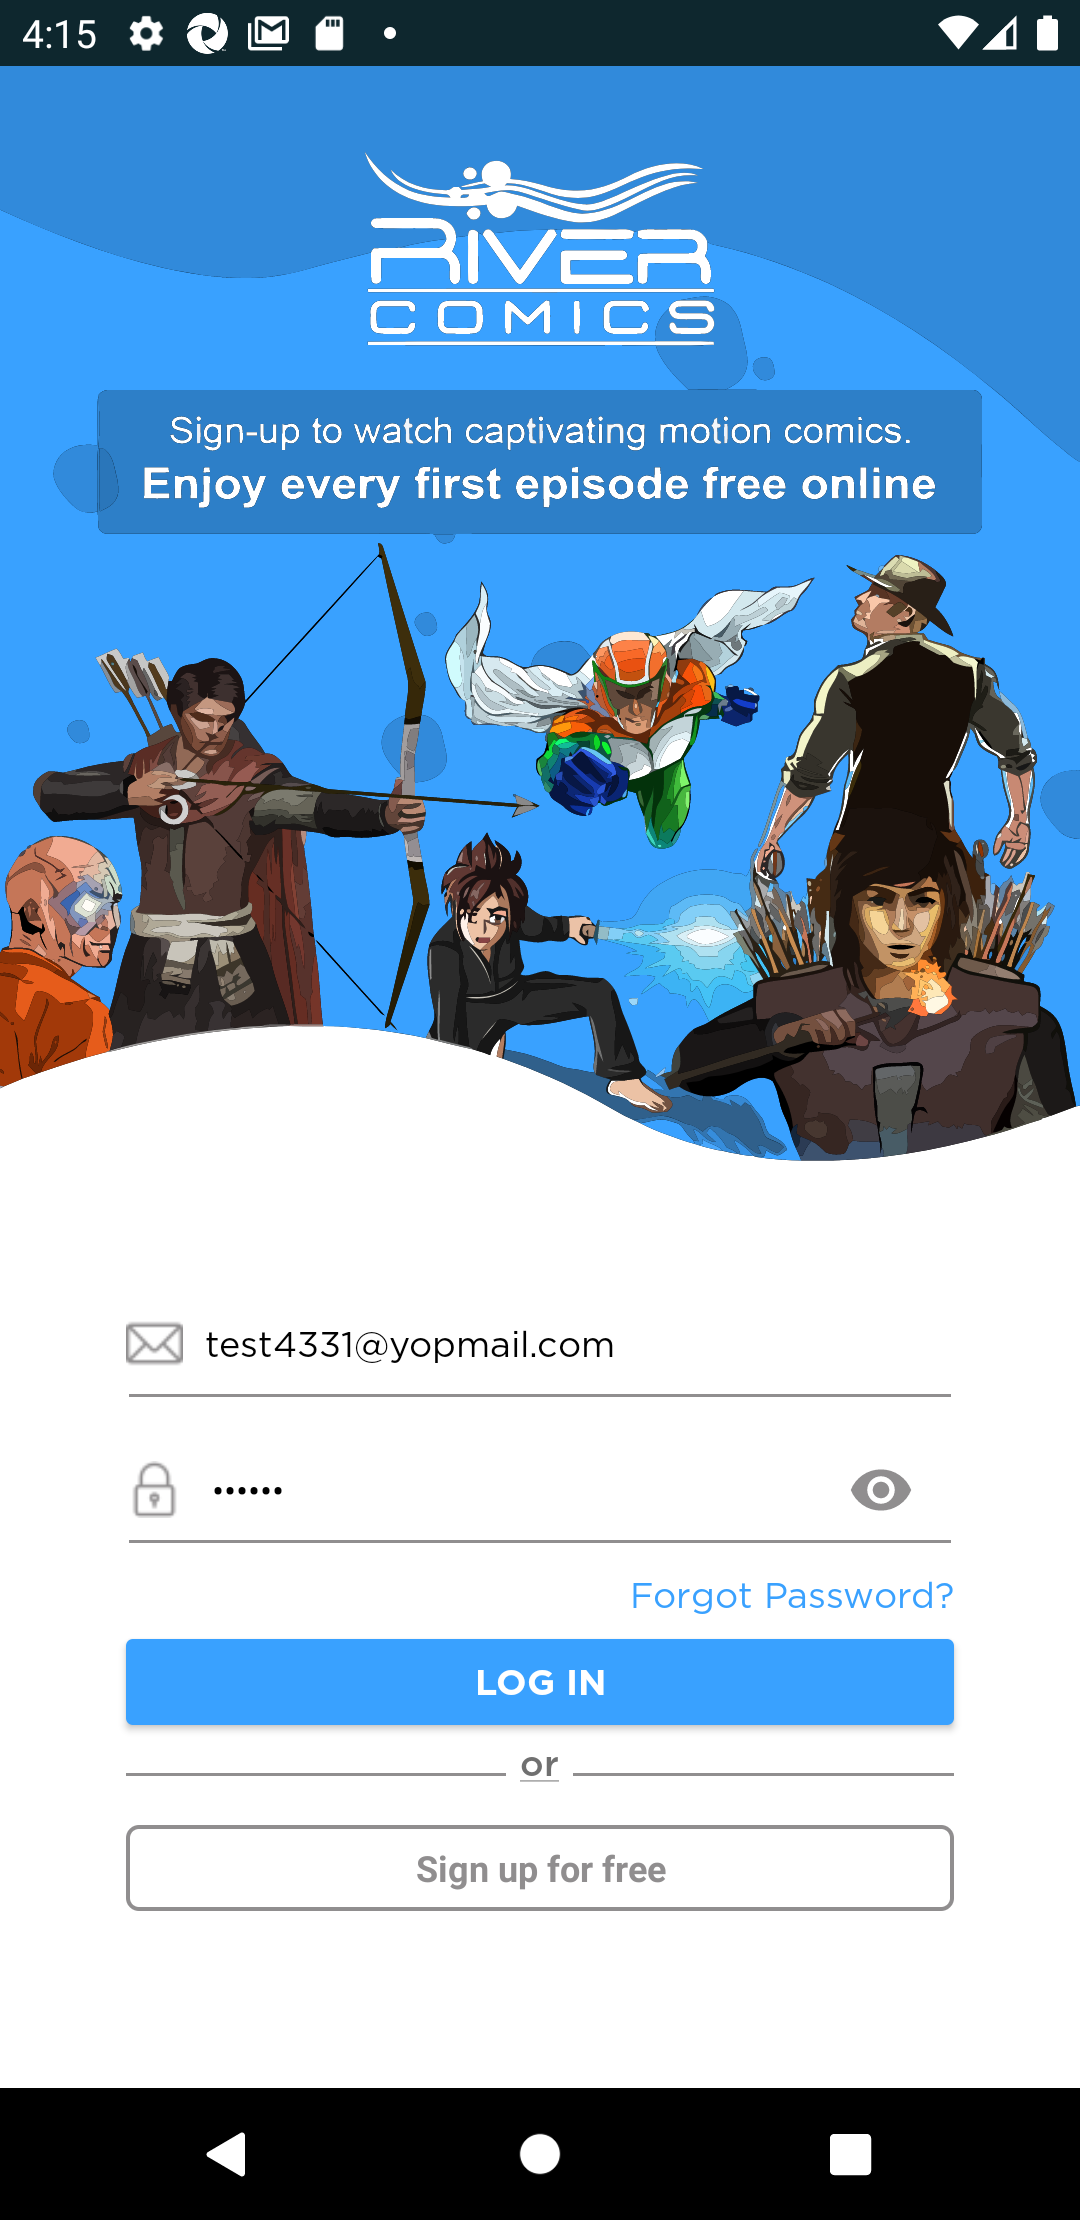 4:15
RIVER
COMICS
Sign-up to watch captivating motion comics.
Enjoy every first episode free online
test4331@yopmail.com
••••••
Forgot Password?
LOG IN
or
Sign up for free